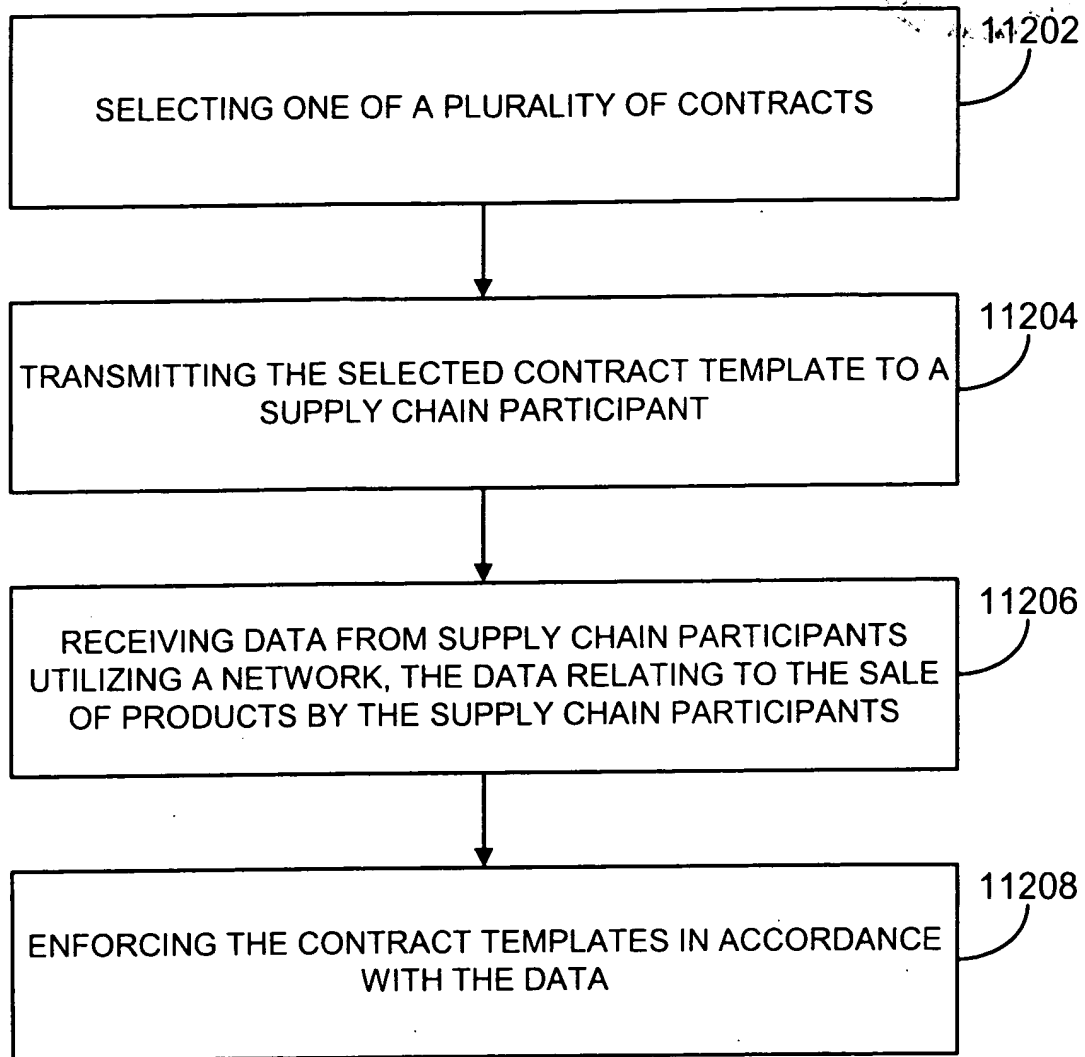 11202
SELECTING ONE OF A PLURALITY OF CONTRACTS
11204
TRANSMITTING THE SELECTED CONTRACT TEMPLATE TO A
SUPPLY CHAIN PARTICIPANT
11206
RECEIVING DATA FROM SUPPLY CHAIN PARTICIPANTS
UTILIZING A NETWORK, THE DATA RELATING TO THE SALE
OF PRODUCTS BY THE SUPPLY CHAIN PARTICIPANTS
11208
ENFORCING THE CONTRACT TEMPLATES IN ACCORDANCE
WITH THE DATA